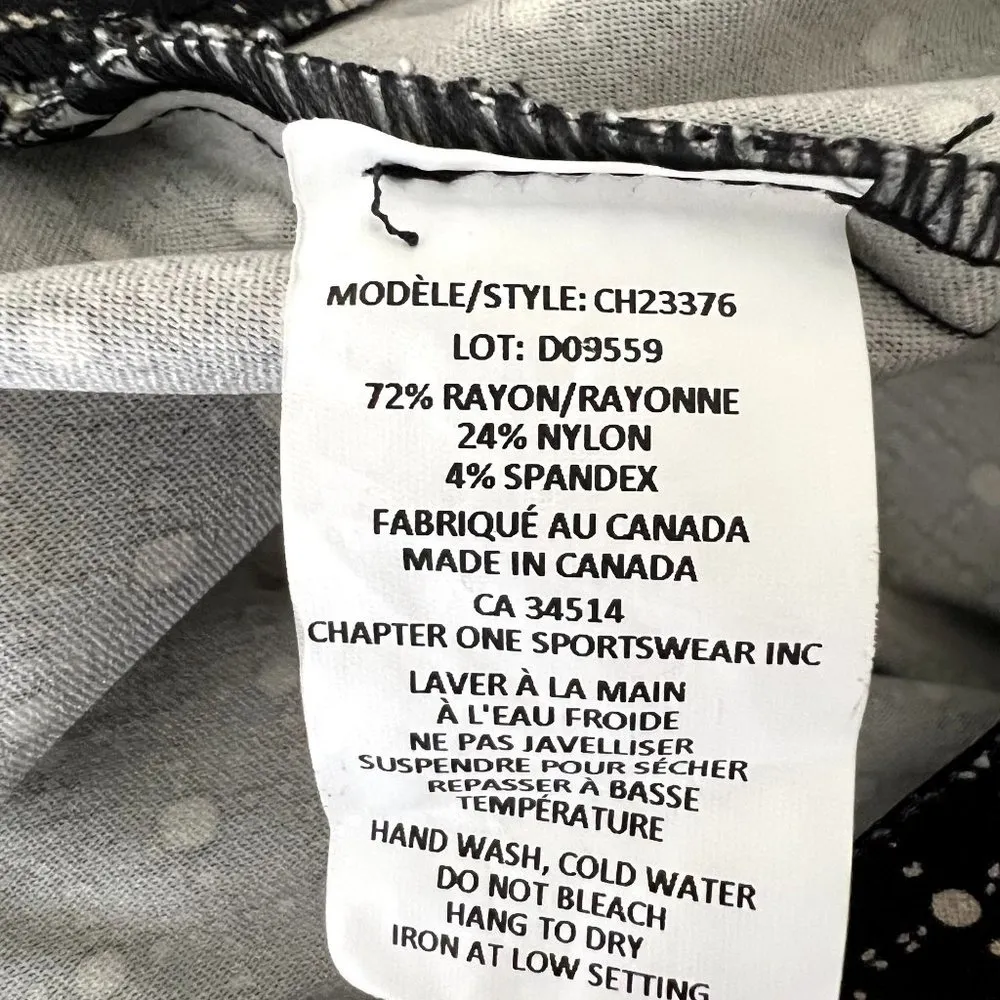 MODÈLE/STYLE: CH23376
LOT: D09559
72% RAYON/RAYONNE
24% NYLON
4% SPANDEX
FABRIQUÉ AU CANADA
MADE IN CANADA
CA 34514
CHAPTER ONE SPORTSWEAR INC
LAVER À LA MAIN
À L'EAU FROIDE
NE PAS JAVELLISER
SUSPENDRE POUR SÉCHER
REPASSER À BASSE
TEMPÉRATURE
HAND WASH, COLD WATER
DO NOT BLEACH
HANG TO DRY
IRON AT LOW SETTING